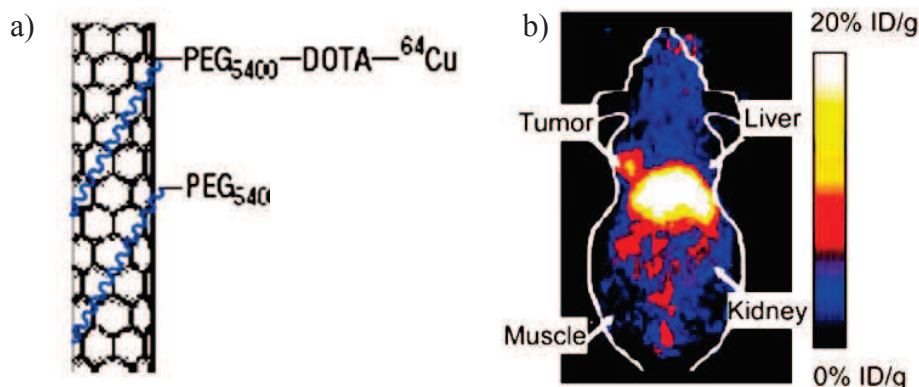 a)
PEG5400—DOTA—64Cu
PEG540
b)
20% ID/g
Tumor
Liver
Kidney
Muscle
0% ID/g